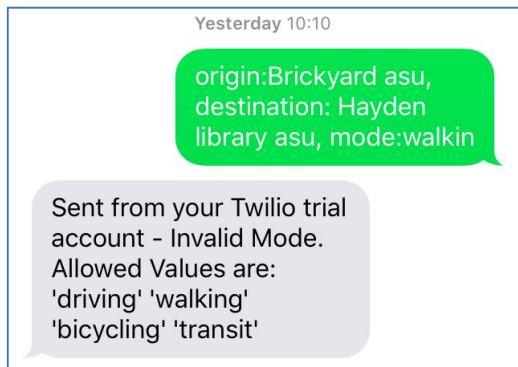 Yesterday 10:10
origin:Brickyard asu,
destination: Hayden
library asu, mode:walkin
Sent from your Twilio trial
account - Invalid Mode.
Allowed Values are:
'driving' 'walking'
'bicycling' 'transit'